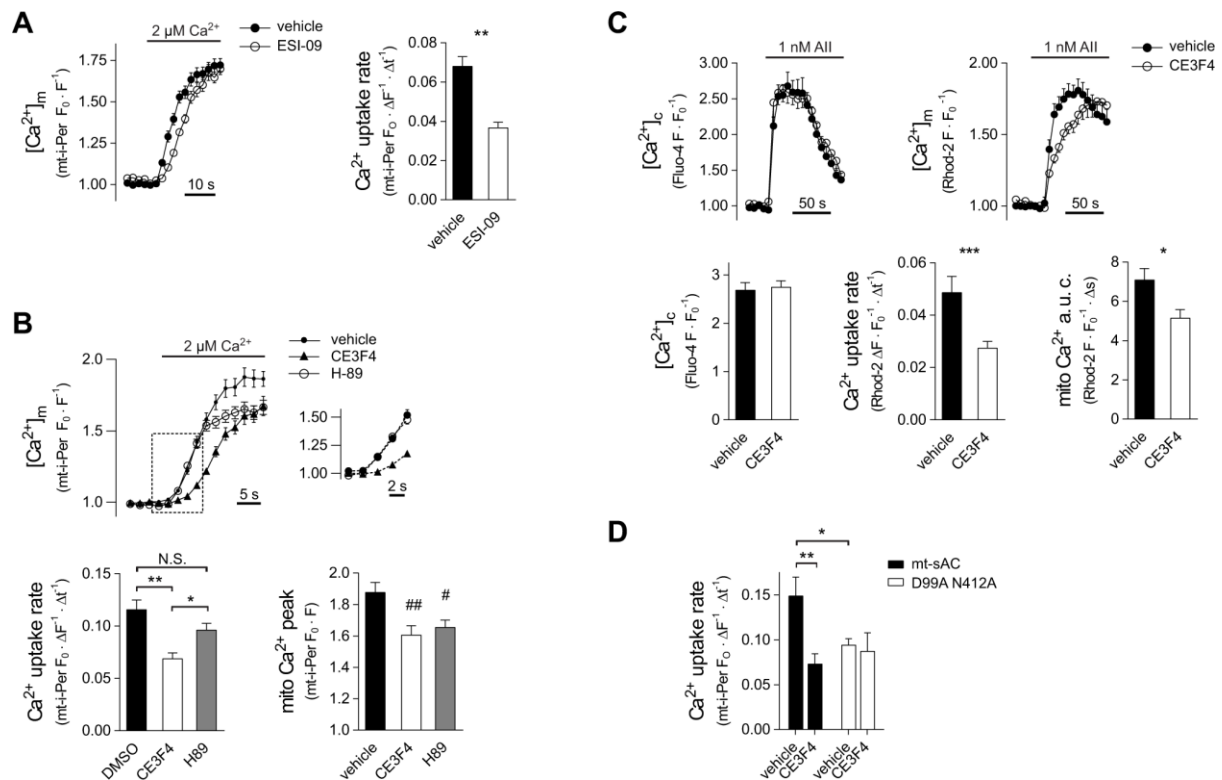 A
2 µM Ca²⁺
vehicle
ESI-09
[Ca²⁺]m
(mt-i-Per F₀ · F⁻¹)
1.75
1.50
1.25
1.00
10 s
**
Ca²⁺ uptake rate
(mt-i-Per F₀ · ΔF⁻¹ · Δt⁻¹)
0.08
0.06
0.04
0.02
0.00
vehicle
ESI-09
B
2 µM Ca²⁺
vehicle
CE3F4
H-89
[Ca²⁺]m
(mt-i-Per F₀ · F⁻¹)
2.0
1.5
1.0
5 s
1.50
1.25
1.00
2 s
N.S.
**
*
Ca²⁺ uptake rate
(mt-i-Per F₀ · ΔF⁻¹ · Δt⁻¹)
0.15
0.10
0.05
0.00
DMSO
CE3F4
H89
mito Ca²⁺ peak
(mt-i-Per F₀ · F)
2.0
1.8
1.6
1.4
1.2
1.0
##
#
vehicle
CE3F4
H89
C
1 nM AII
[Ca²⁺]c
(Fluo-4 F · F₀⁻¹)
3.00
2.50
2.00
1.50
1.00
50 s
1 nM AII
vehicle
CE3F4
[Ca²⁺]m
(Rhod-2 F · F₀⁻¹)
2.00
1.50
1.00
50 s
[Ca²⁺]c
(Fluo-4 F · F₀⁻¹)
3
2
1
0
vehicle
CE3F4
***
Ca²⁺ uptake rate
(Rhod-2 ΔF · F₀⁻¹ · Δt⁻¹)
0.06
0.04
0.02
0.00
vehicle
CE3F4
*
mito Ca²⁺ a.u.c.
(Rhod-2 F · F₀⁻¹ · Δs)
8
6
4
2
0
vehicle
CE3F4
D
*
**
mt-sAC
D99A N412A
Ca²⁺ uptake rate
(mt-i-Per F₀ · ΔF⁻¹ · Δt⁻¹)
0.15
0.10
0.05
0.00
vehicle
CE3F4
vehicle
CE3F4